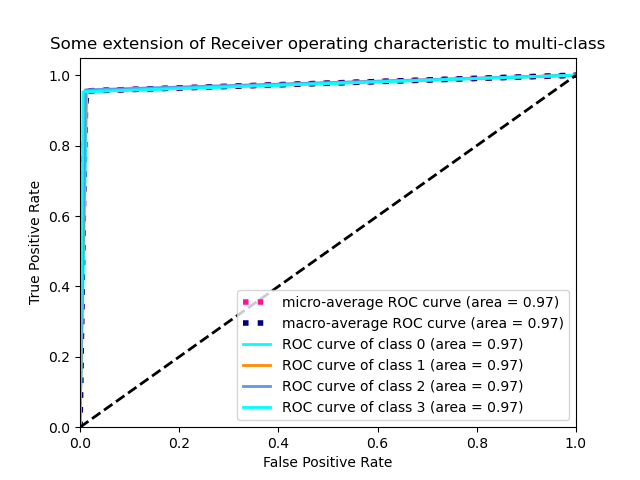 Some extension of Receiver operating characteristic to multi-class
1.0
0.8
0.6
0.4
0.2
0.0
True Positive Rate
micro-average ROC curve (area = 0.97)
macro-average ROC curve (area = 0.97)
ROC curve of class 0 (area = 0.97)
ROC curve of class 1 (area = 0.97)
ROC curve of class 2 (area = 0.97)
ROC curve of class 3 (area = 0.97)
0.0 0.2 0.4 0.6 0.8 1.0
False Positive Rate